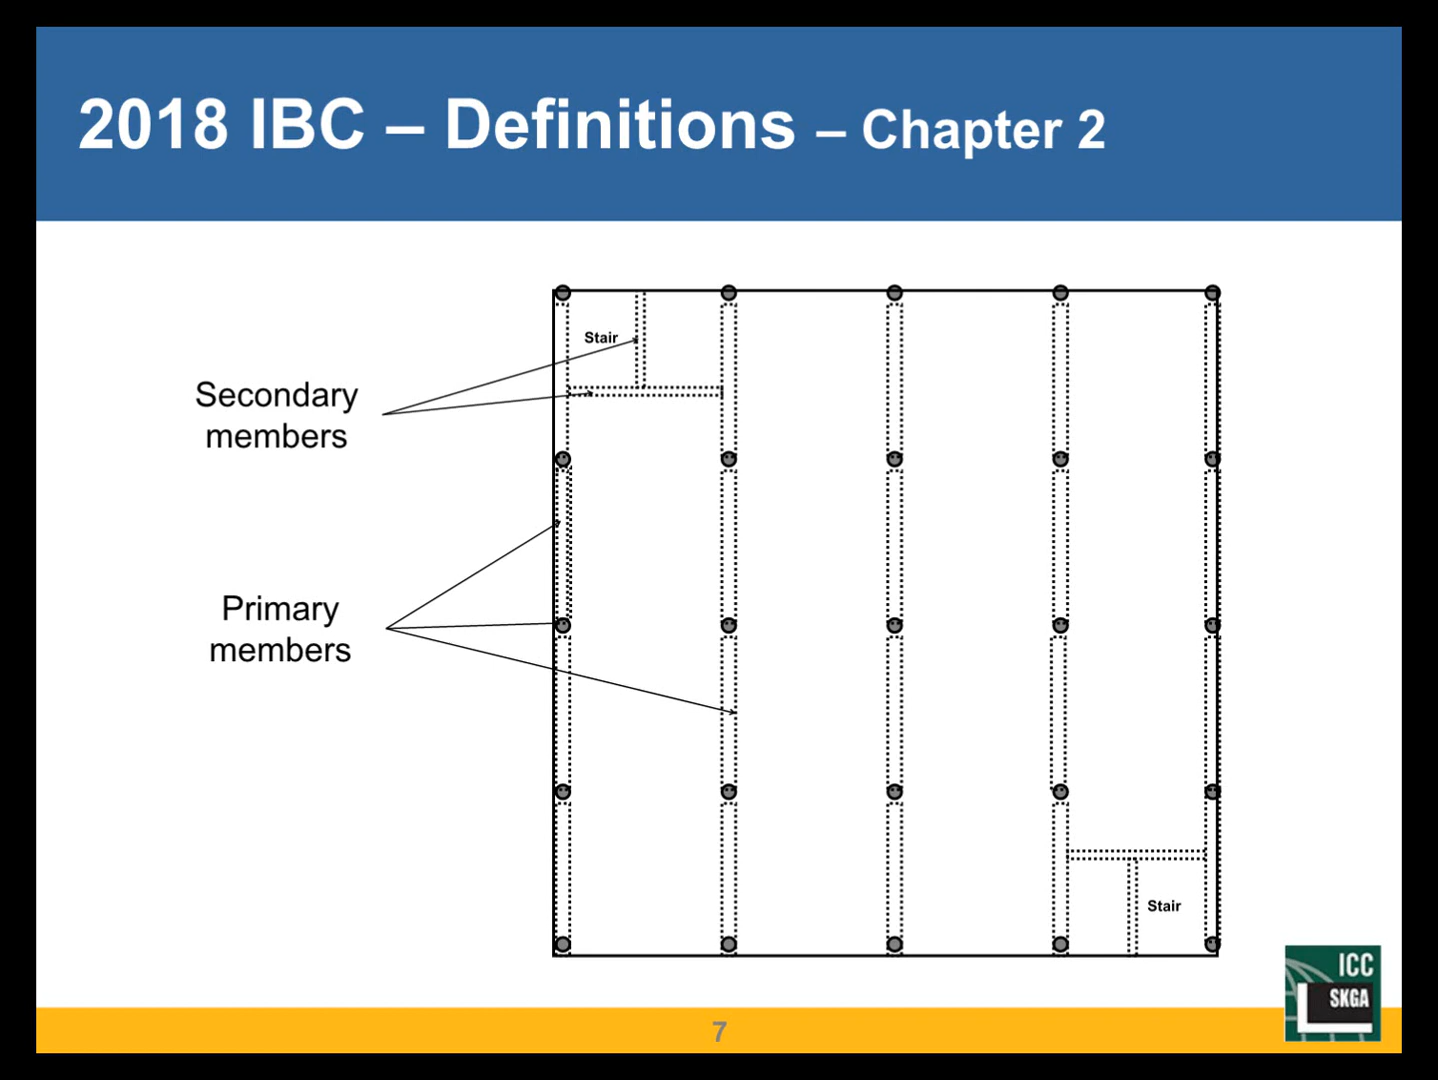 2018 IBC – Definitions – Chapter 2
Stair
Secondary
members
Primary
members
Stair
ICC
SKGA
7